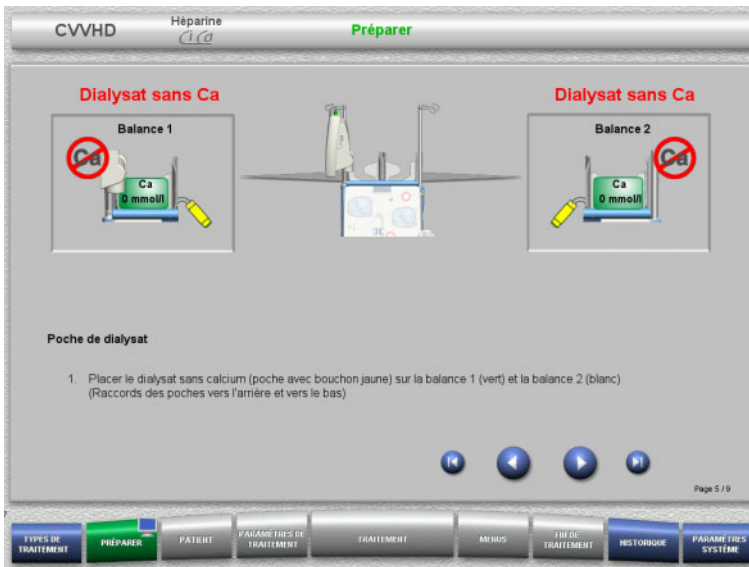 CVVHD
Héparine
CiCa
Préparer
Dialysat sans Ca
Dialysat sans Ca
Balance 1
Balance 2
Ca
Ca
Ca
0 mmol/l
Ca
0 mmol/l
Poche de dialysat
1. Placer le dialysat sans calcium (poche avec bouchon jaune) sur la balance 1 (vert) et la balance 2 (blanc)
(Raccords des poches vers l'arrière et vers le bas)
Page 5 / 9
TYPES DE
TRAITEMENT
PRÉPARER
PATIENT
PARAMÈTRES DE
TRAITEMENT
TRAITEMENT
MENUS
FIN DE
TRAITEMENT
HISTORIQUE
PARAMÈTRES
SYSTÈME